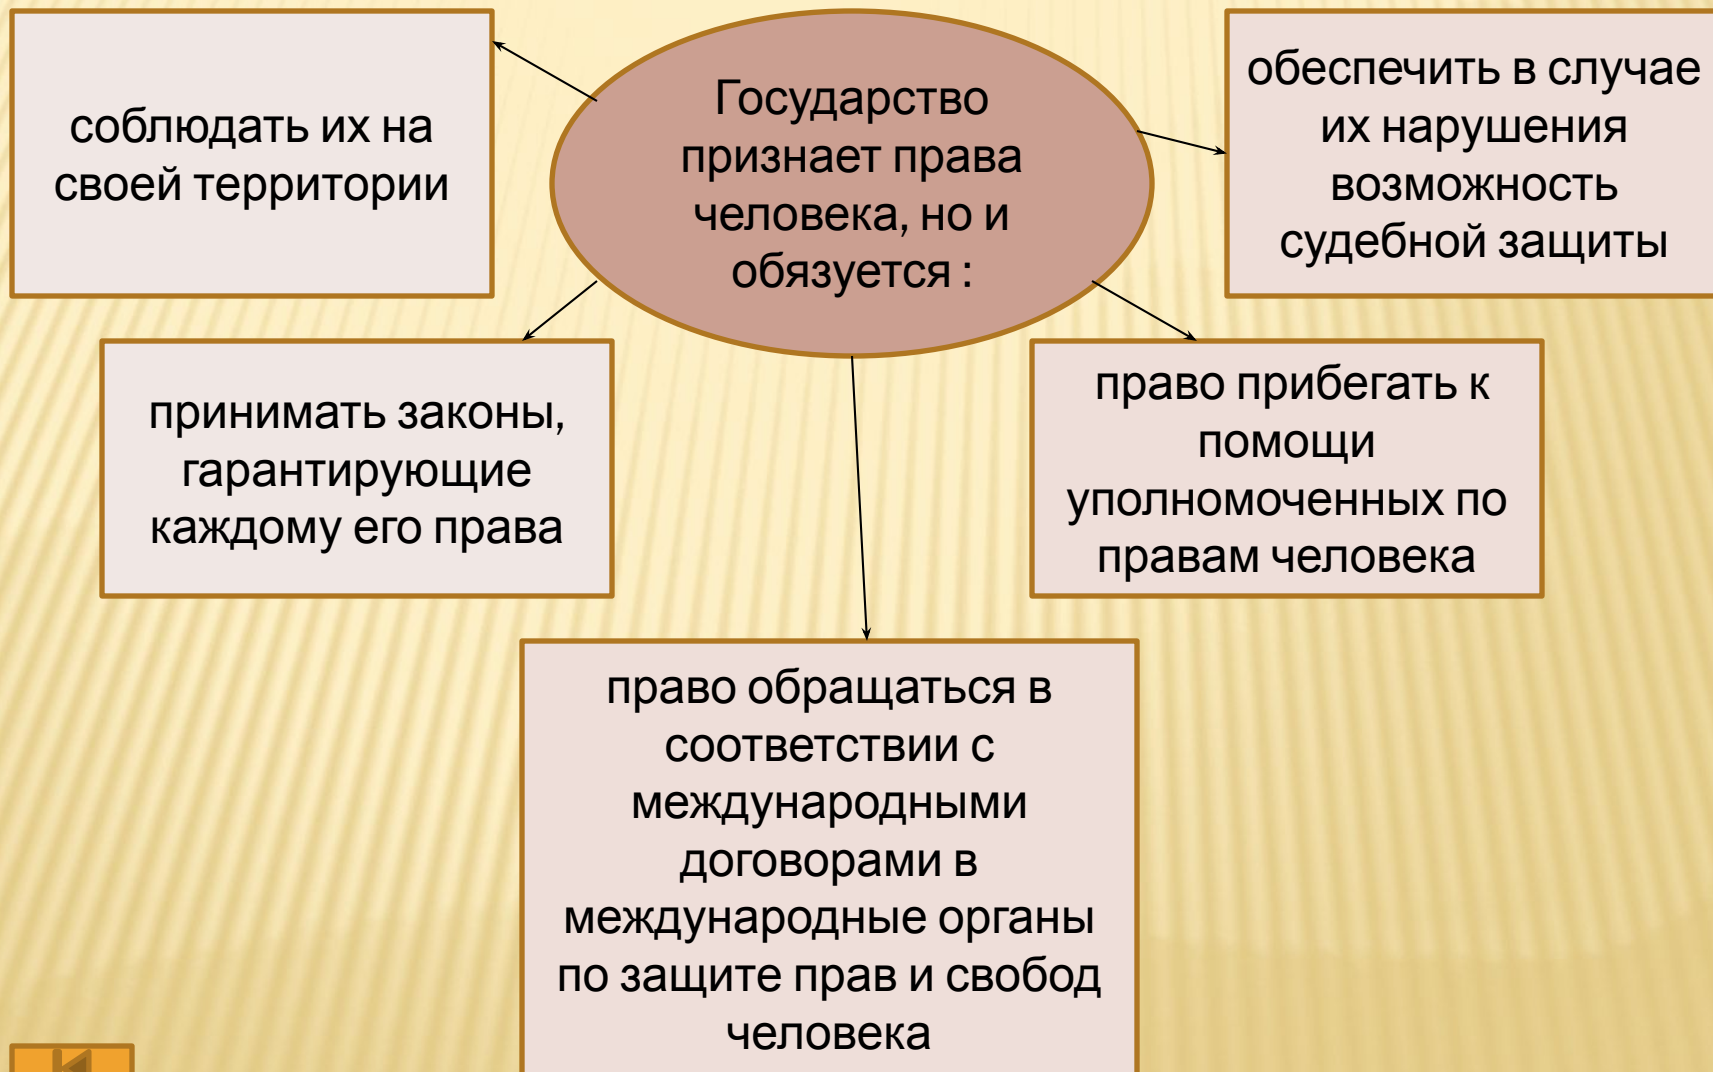 соблюдать их на
своей территории
Государство
признает права
человека, но и
обязуется :
обеспечить в случае
их нарушения
возможность
судебной защиты
принимать законы,
гарантирующие
каждому его права
право прибегать к
помощи
уполномоченных по
правам человека
право обращаться в
соответствии с
международными
договорами в
международные органы
по защите прав и свобод
человека